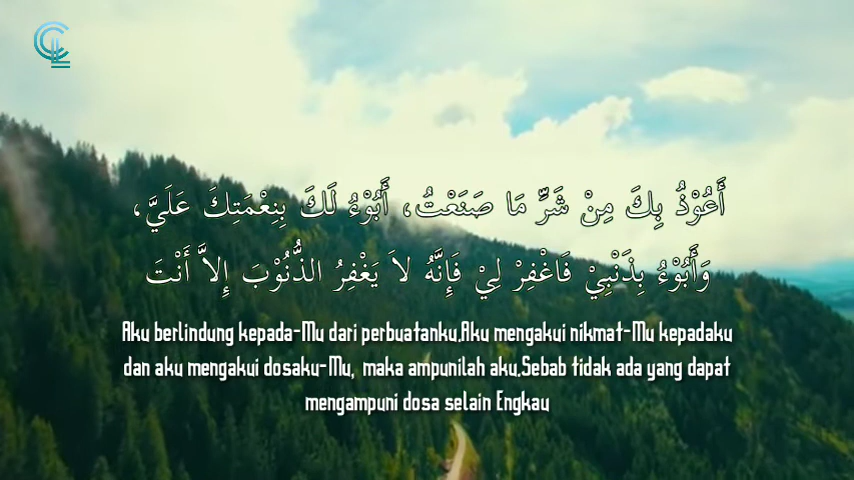 أَعُوْذُ بِكَ مِنْ شَرِّ مَا صَنَعْتُ، أَبُوْءُ لَكَ بِنِعْمَتِكَ عَلَيَّ،
وَأَبُوْءُ بِذَنْبِيْ فَاغْفِرْ لِيْ فَإِنَّهُ لاَ يَغْفِرُ الذُّنُوْبَ إِلاَّ أَنْتَ
Aku berlindung kepada-Mu dari perbuatanku.Aku mengakui nikmat-Mu kepadaku
dan aku mengakui dosaku-Mu, maka ampunilah aku.Sebab tidak ada yang dapat
mengampuni dosa selain Engkau